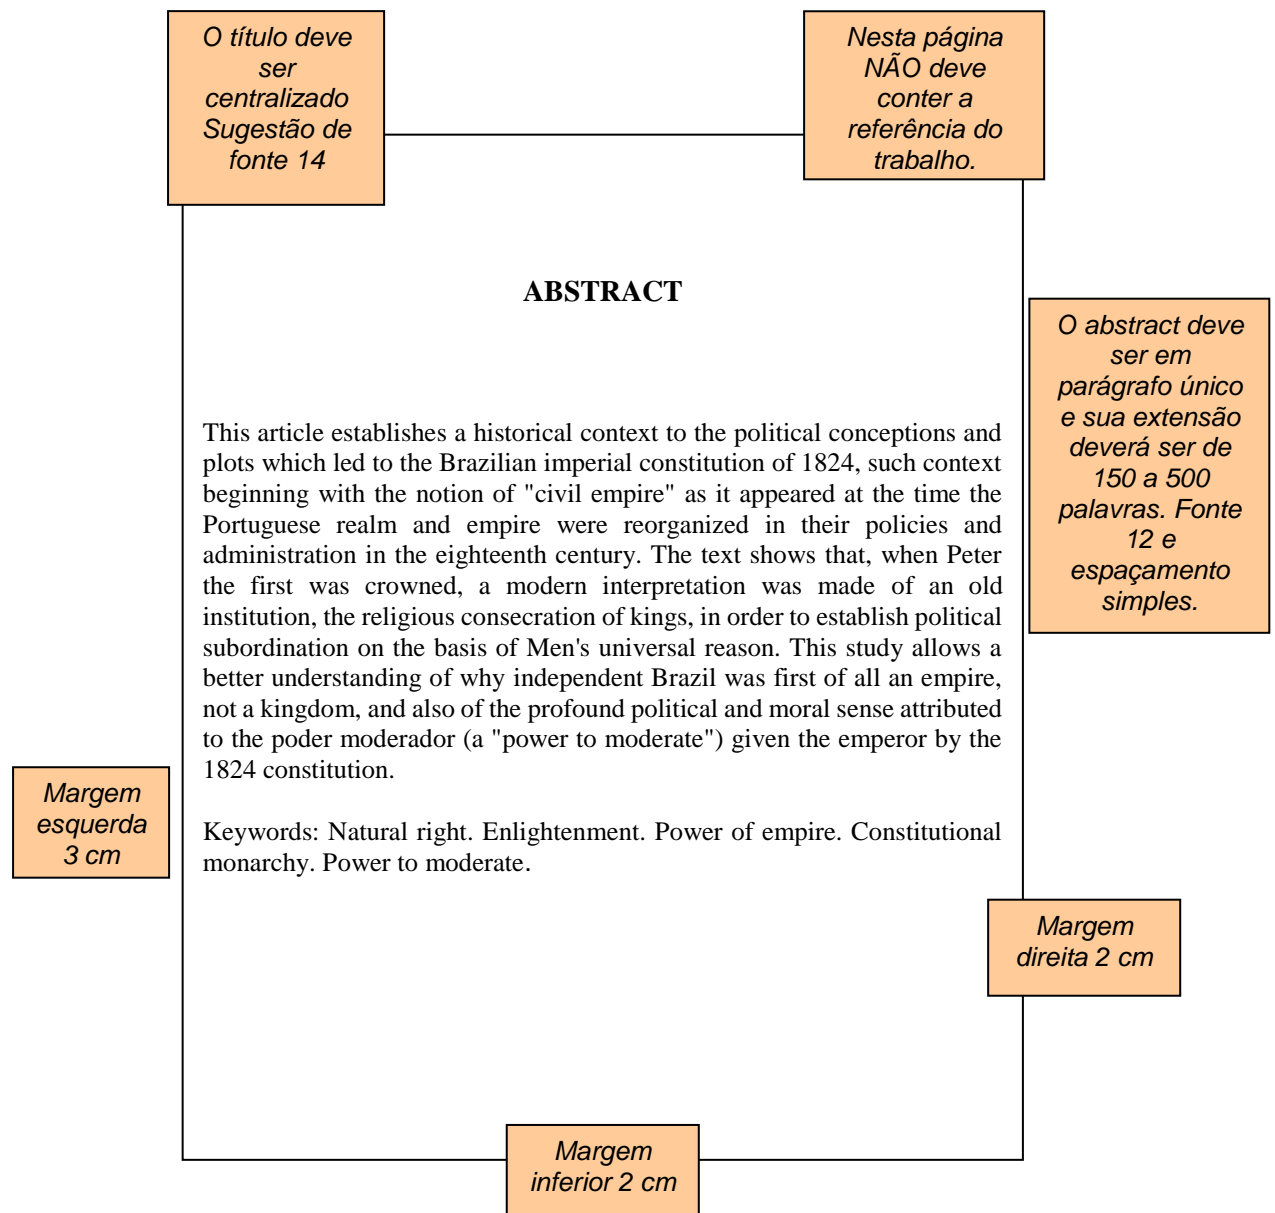 O título deve
ser
centralizado
Sugestão de
fonte 14
Nesta página
NÃO deve
conter a
referência do
trabalho.
ABSTRACT
O abstract deve
ser em
parágrafo único
e sua extensão
deverá ser de
150 a 500
palavras. Fonte
12 e
espaçamento
simples.
This article establishes a historical context to the political conceptions and
plots which led to the Brazilian imperial constitution of 1824, such context
beginning with the notion of "civil empire" as it appeared at the time the
Portuguese realm and empire were reorganized in their policies and
administration in the eighteenth century. The text shows that, when Peter
the first was crowned, a modern interpretation was made of an old
institution, the religious consecration of kings, in order to establish political
subordination on the basis of Men's universal reason. This study allows a
better understanding of why independent Brazil was first of all an empire,
not a kingdom, and also of the profound political and moral sense attributed
to the poder moderador (a "power to moderate") given the emperor by the
1824 constitution.
Margem
esquerda
3 cm
Keywords: Natural right. Enlightenment. Power of empire. Constitutional
monarchy. Power to moderate.
Margem
direita 2 cm
Margem
inferior 2 cm